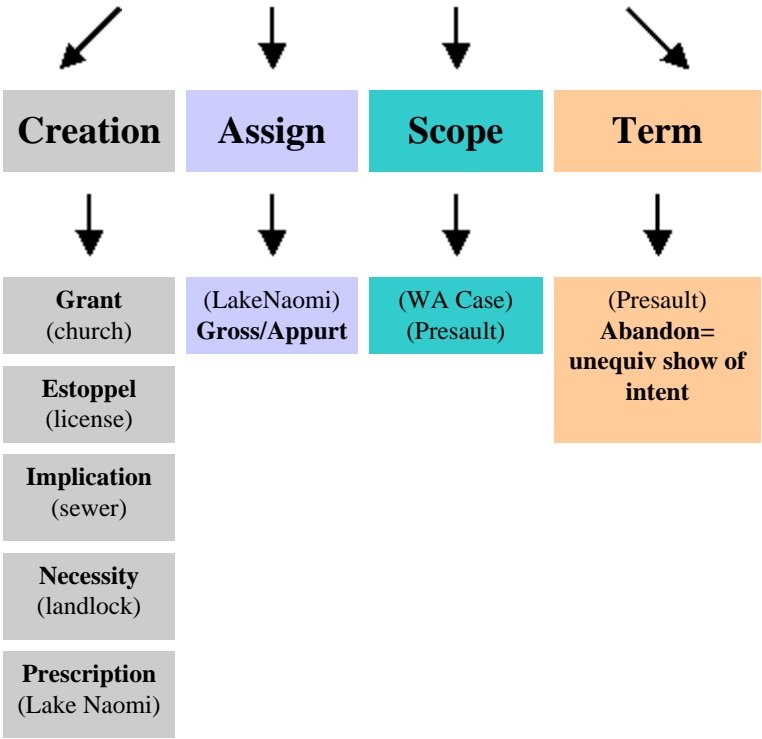 Creation
Assign
Scope
Term
Grant
(church)
Estoppel
(license)
Implication
(sewer)
Necessity
(landlock)
Prescription
(Lake Naomi)
(LakeNaomi)
Gross/Appurt
(WA Case)
(Presault)
(Presault)
Abandon=
unequiv show of
intent